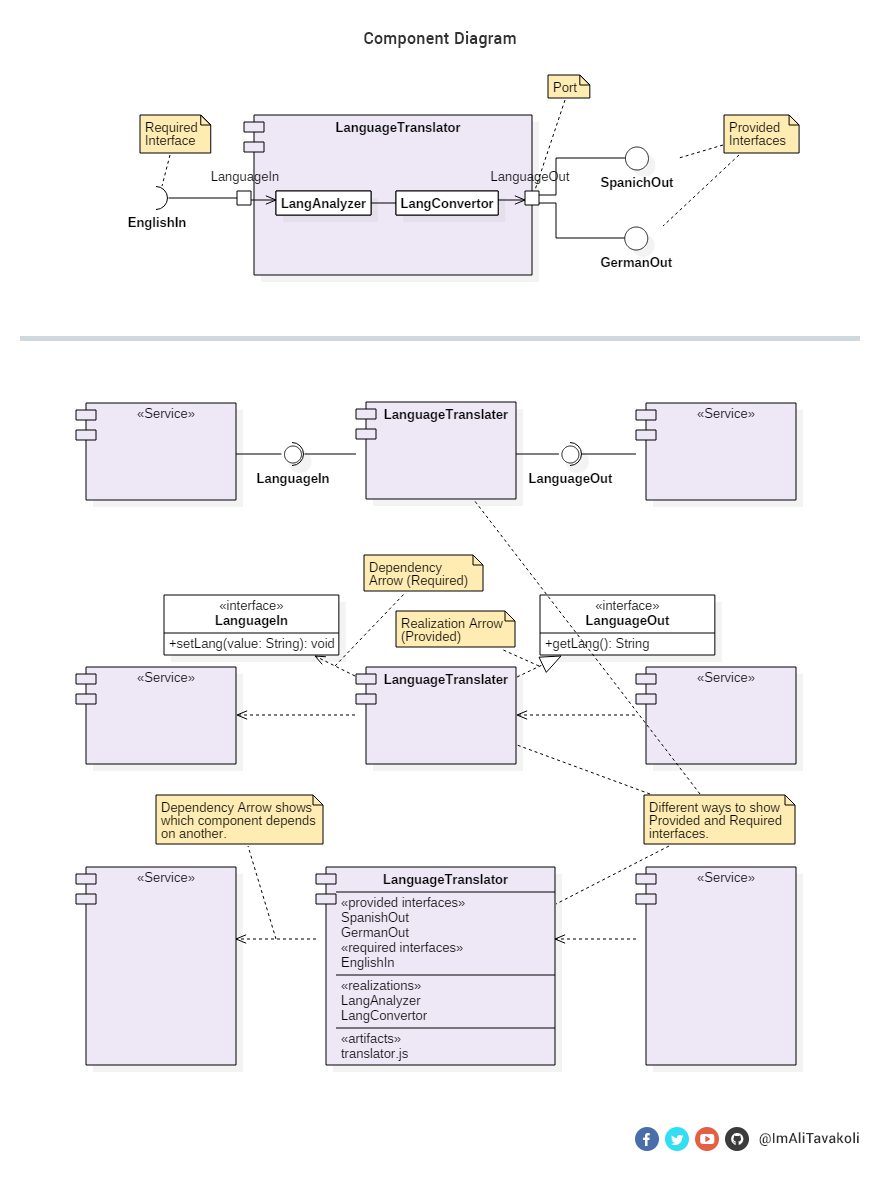 Component Diagram
Port
Required
Interface
Provided
Interfaces
LanguageTranslator
LanguageIn
LanguageOut
SpanichOut
LangAnalyzer
LangConvertor
EnglishIn
GermanOut
«Service»
LanguageTranslater
«Service»
LanguageIn
LanguageOut
Dependency
Arrow (Required)
«interface»
LanguageIn
+setLang(value: String): void
Realization Arrow
(Provided)
«interface»
LanguageOut
+getLang(): String
«Service»
LanguageTranslater
«Service»
Dependency Arrow shows
which component depends
on another.
Different ways to show
Provided and Required
interfaces.
«Service»
LanguageTranslator
«provided interfaces»
SpanishOut
GermanOut
«required interfaces»
EnglishIn
«realizations»
LangAnalyzer
LangConvertor
«artifacts»
translator.js
«Service»
@ImAliTavakoli